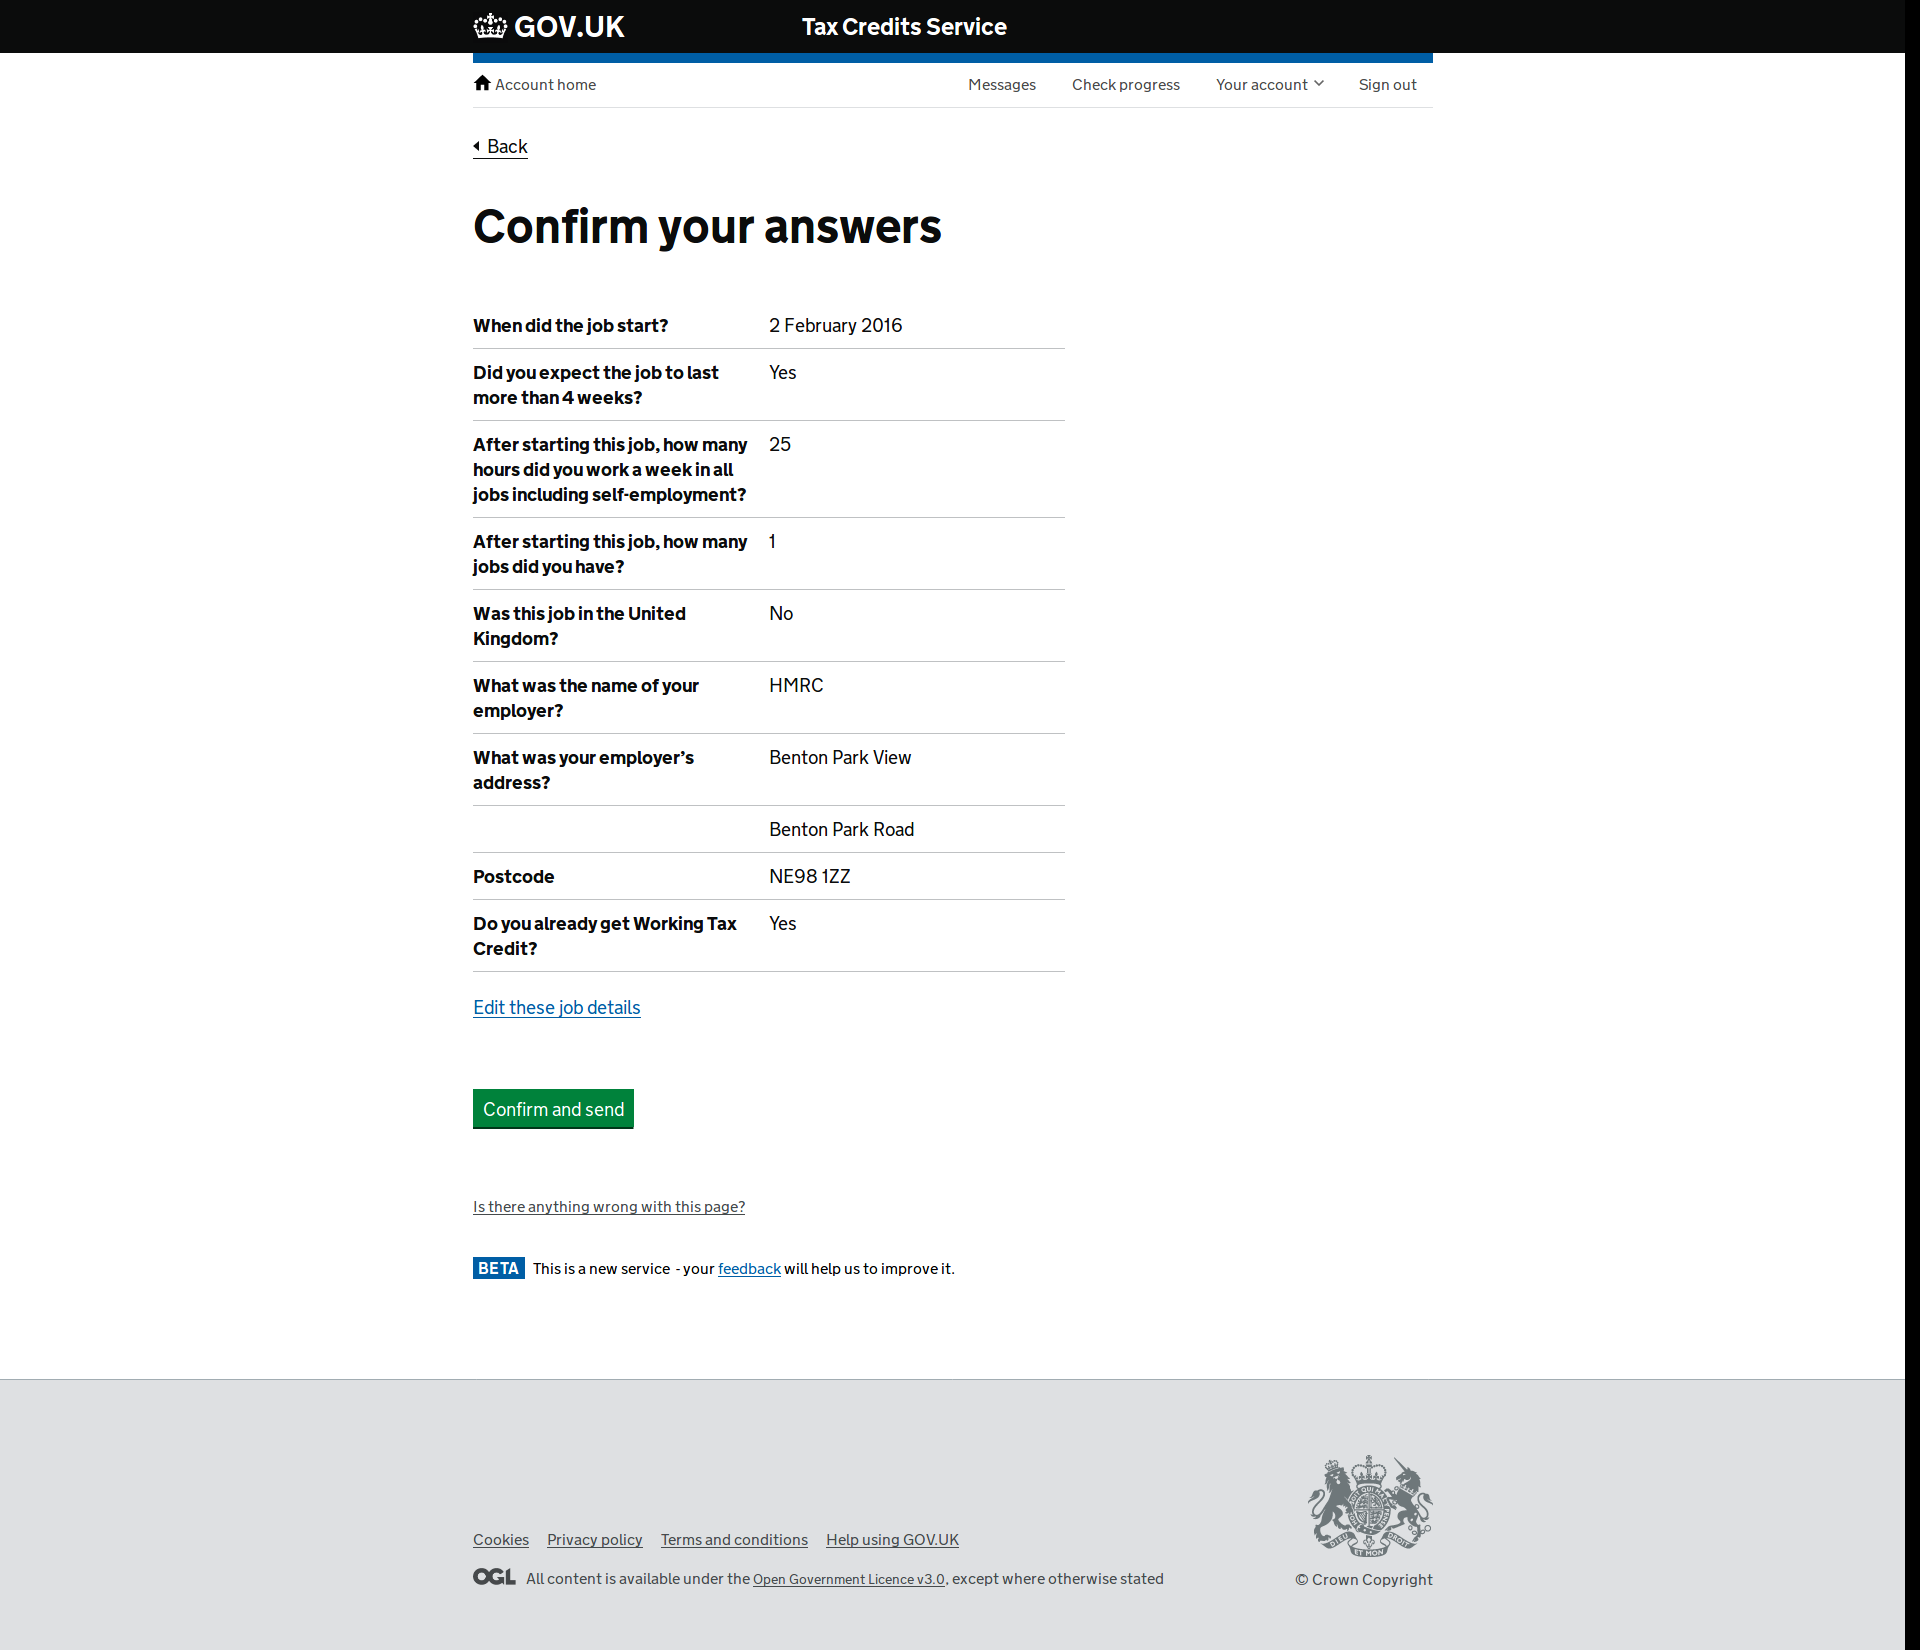 GOV.UK
Tax Credits Service
Account home
Messages
Check progress
Your account
Sign out
Back
Confirm your answers
When did the job start?
2 February 2016
Did you expect the job to last
more than 4 weeks?
Yes
After starting this job, how many
hours did you work a week in all
jobs including self-employment?
25
After starting this job, how many
jobs did you have?
1
Was this job in the United
Kingdom?
No
What was the name of your
employer?
HMRC
What was your employer’s
address?
Benton Park View
Benton Park Road
Postcode
NE98 1ZZ
Do you already get Working Tax
Credit?
Yes
Edit these job details
Confirm and send
Is there anything wrong with this page?
BETA This is a new service - your feedback will help us to improve it.
Cookies
Privacy policy
Terms and conditions
Help using GOV.UK
OGL All content is available under the Open Government Licence v3.0, except where otherwise stated
© Crown Copyright